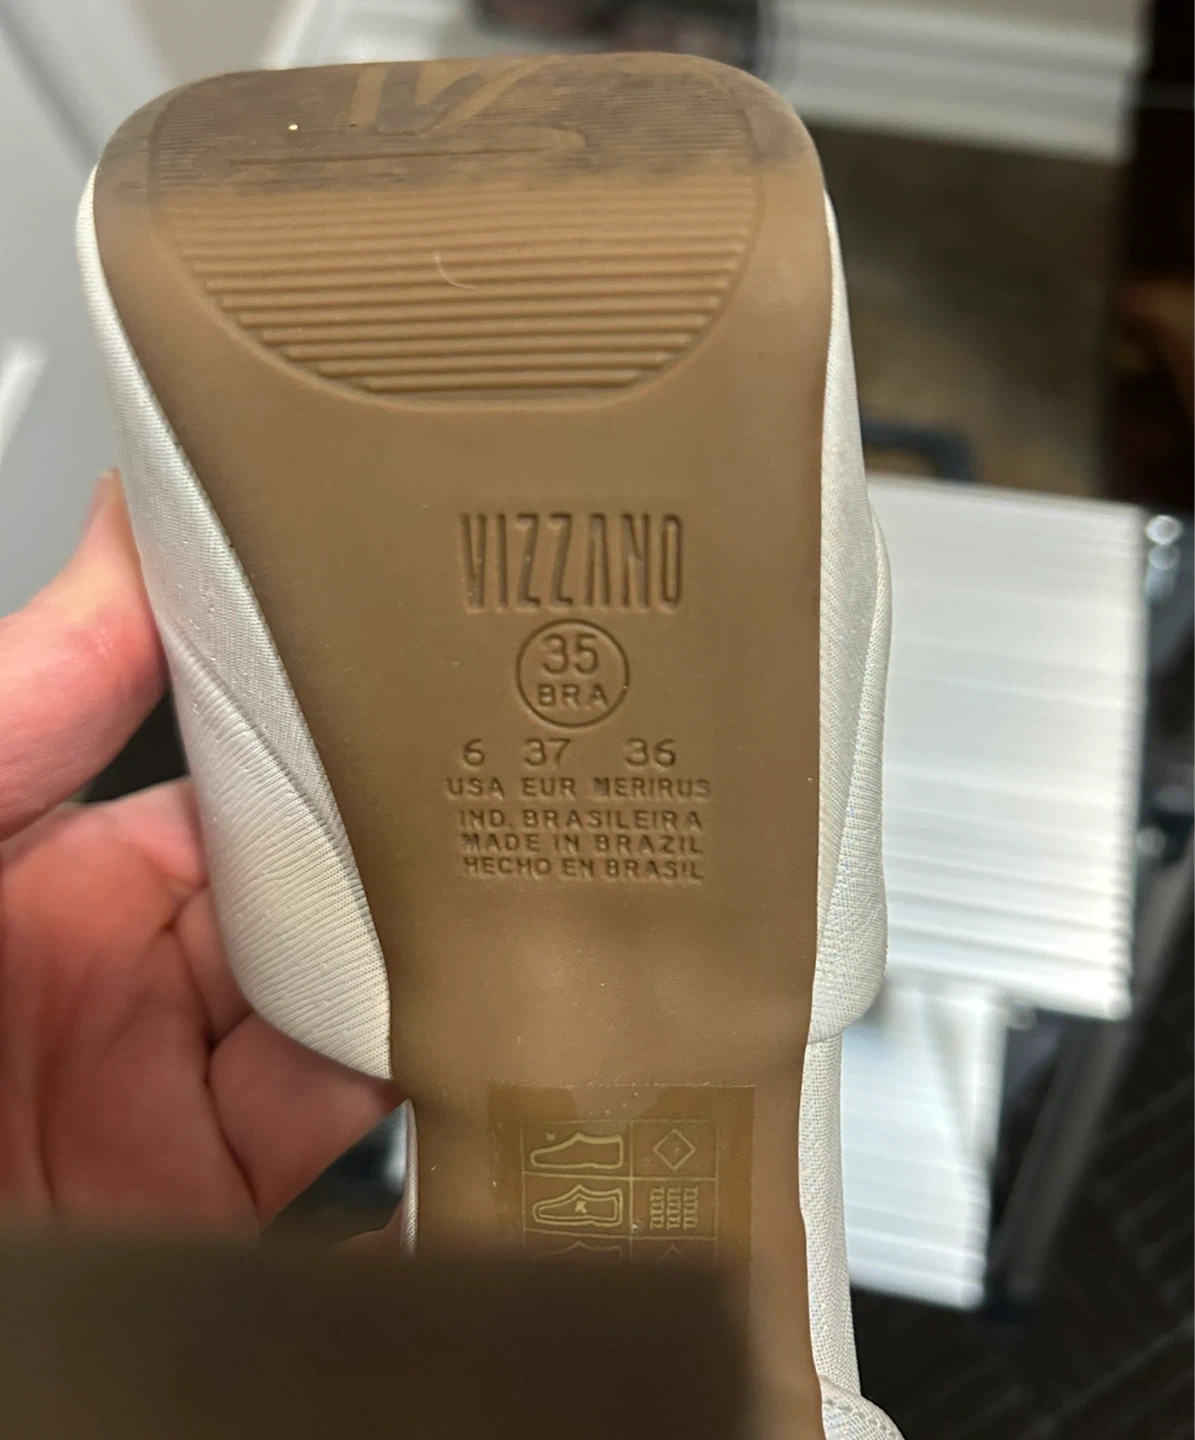 VIZZANO
35
BRA
6 37 36
USA EUR MERIRUS
IND. BRASILEIRA
MADE IN BRAZIL
HECHO EN BRASIL